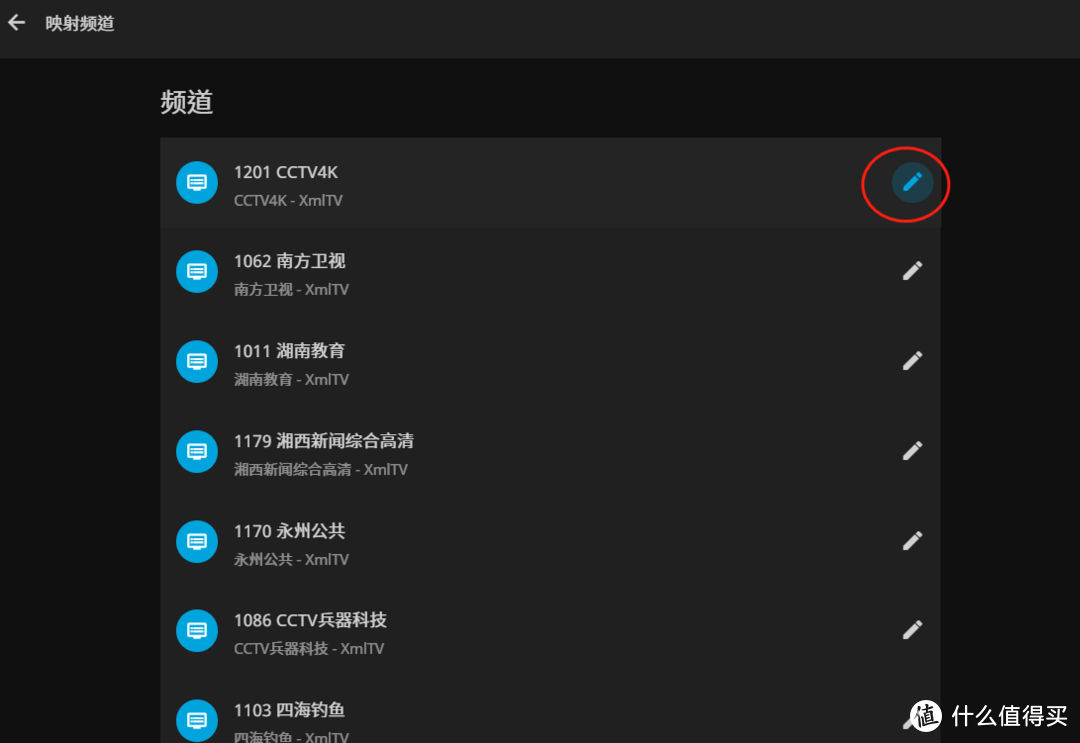 映射频道
频道
1201 CCTV4K
CCTV4K - XmlTV
1062 南方卫视
南方卫视 - XmlTV
1011 湖南教育
湖南教育 - XmlTV
1179 湘西新闻综合高清
湘西新闻综合高清 - XmlTV
1170 永州公共
永州公共 - XmlTV
1086 CCTV兵器科技
CCTV兵器科技 - XmlTV
1103 四海钓鱼
四海钓鱼 - XmlTV
值 什么值得买